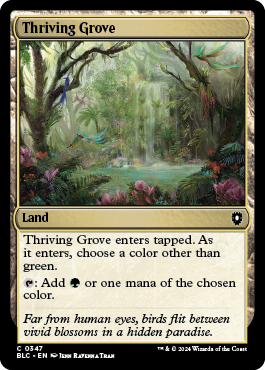 Thriving Grove
Land
Thriving Grove enters tapped. As
it enters, choose a color other than
green.
: Add or one mana of the chosen
color.
Far from human eyes, birds flit between
vivid blossoms in a hidden paradise.
C 0347
BLC • EN Jenn Ravenna Tran
™ & © 2024 Wizards of the Coast